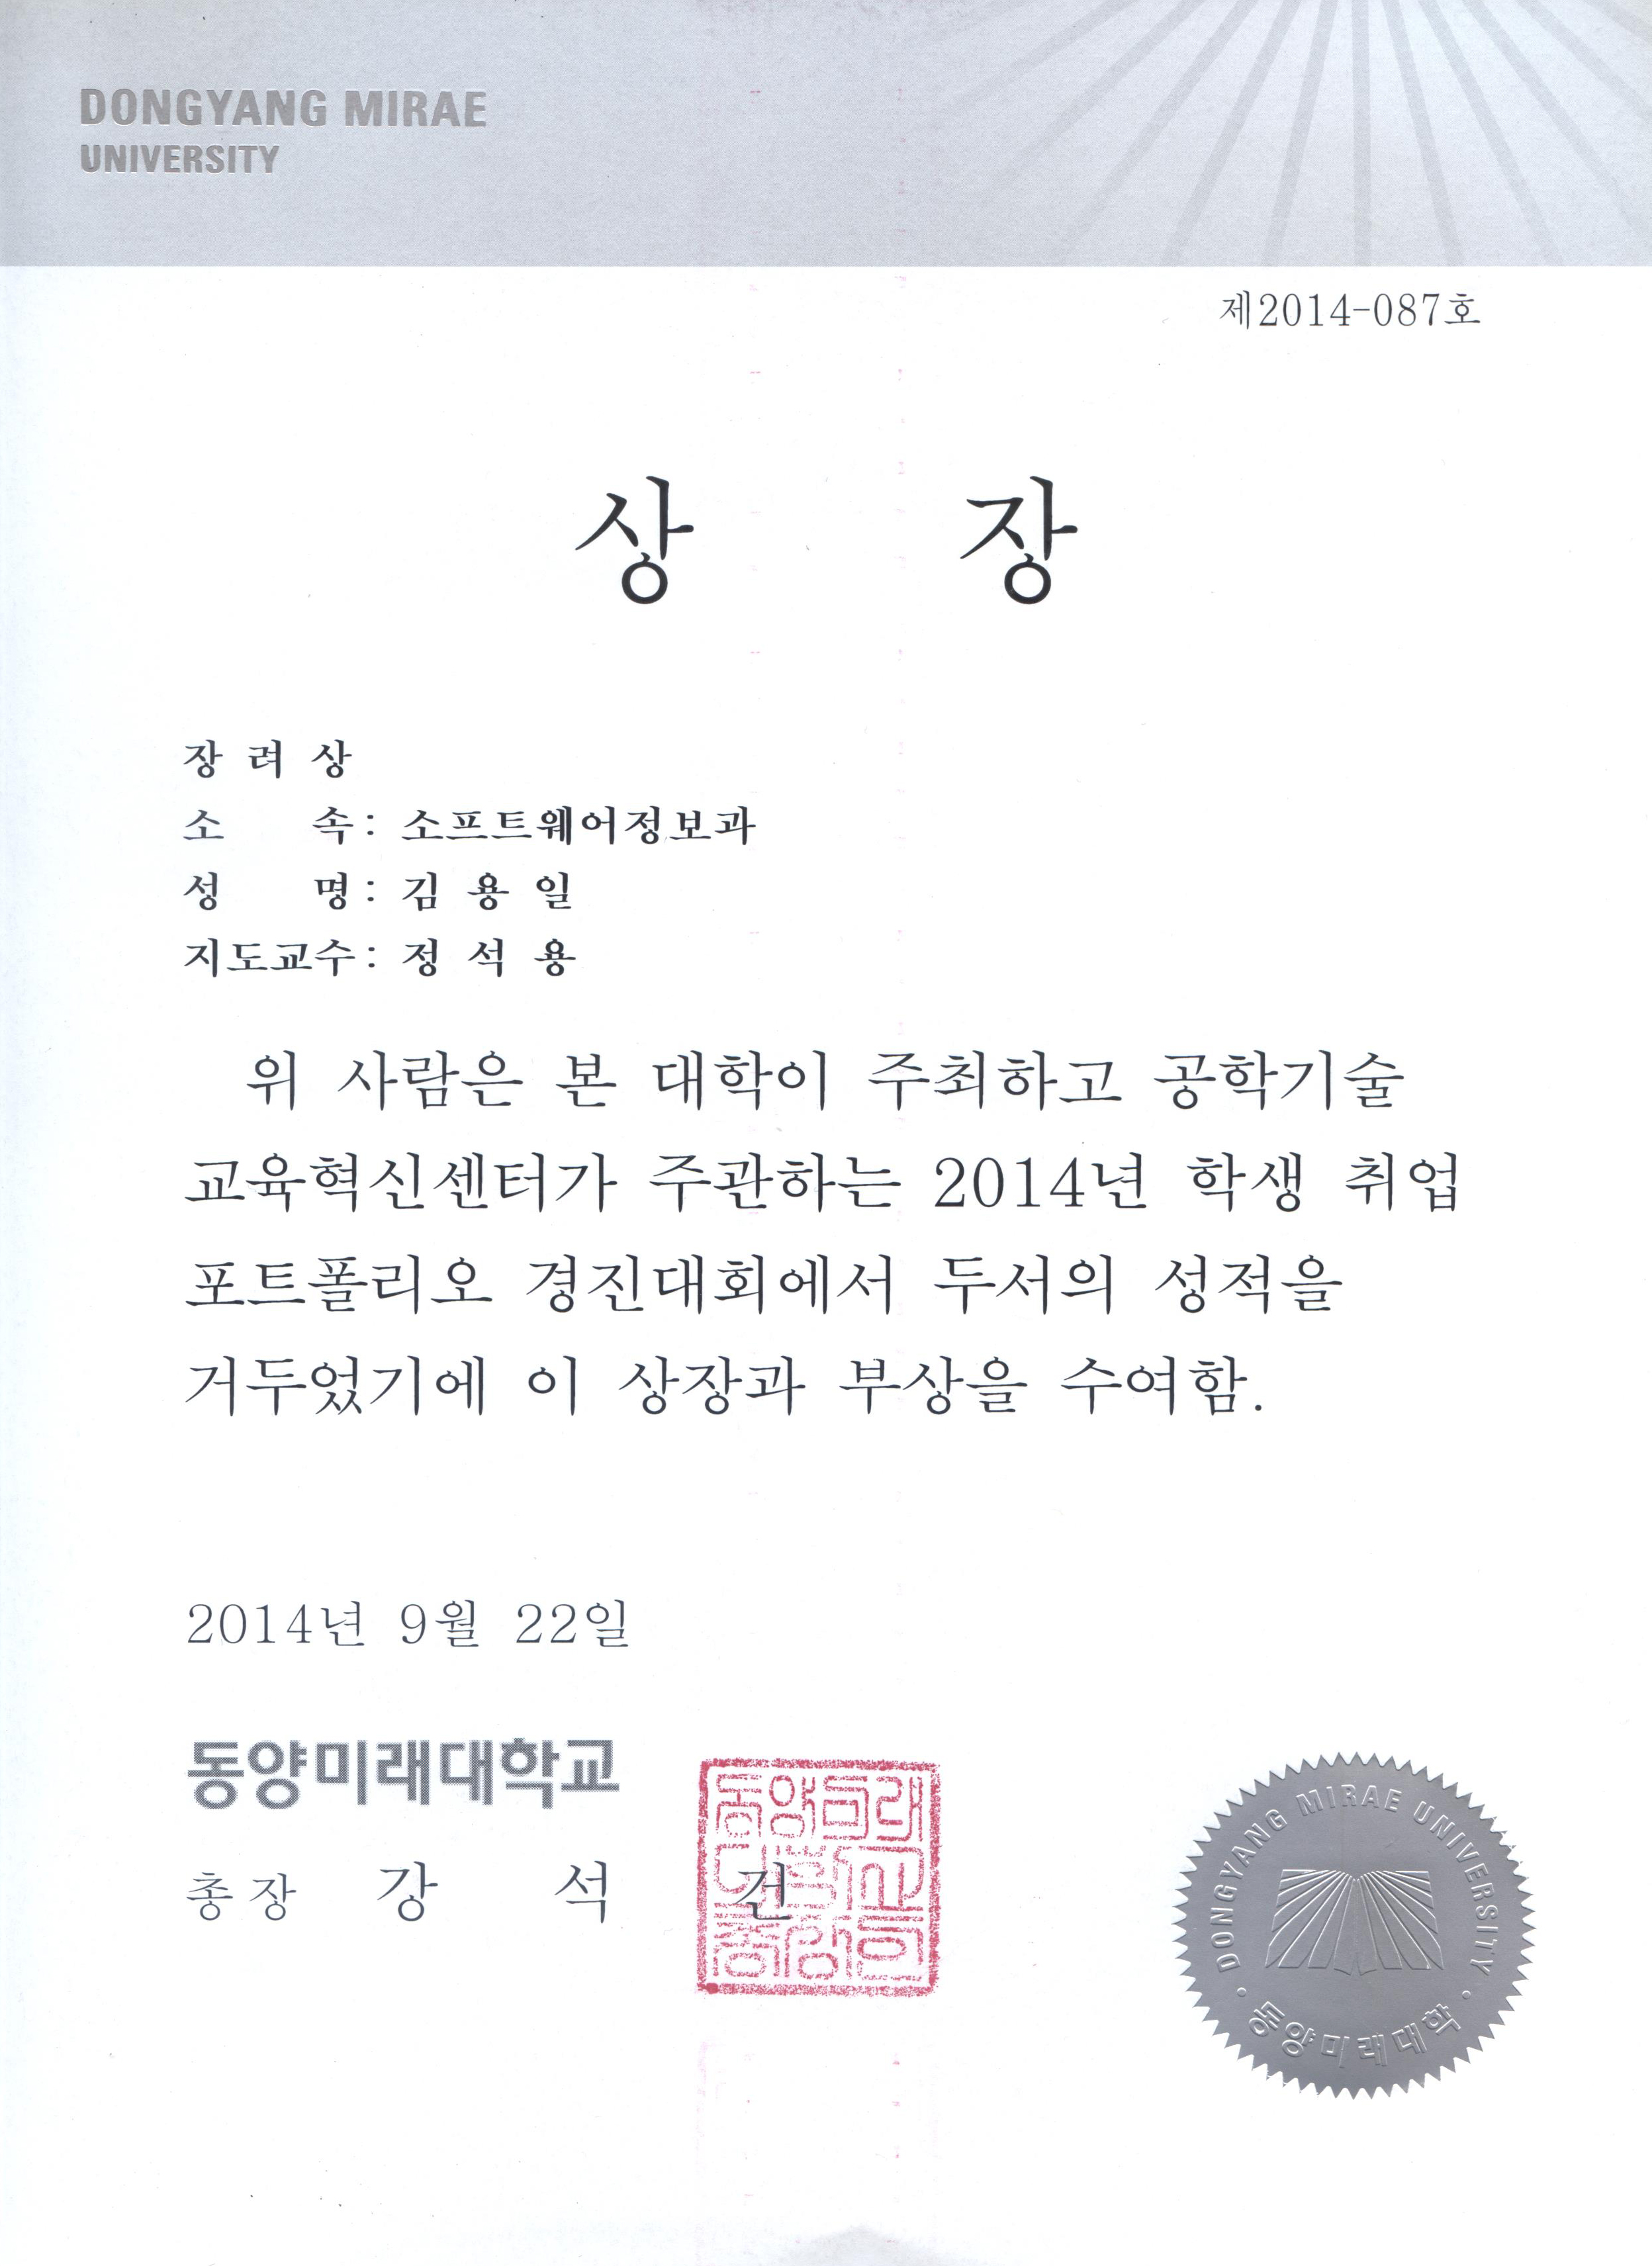 DONGYANG MIRAE
UNIVERSITY
제2014-087호
상 장
장 려 상
소 속: 소프트웨어정보과
성 명: 김 용 일
지도교수: 정 석 용
위 사람은 본 대학이 주최하고 공학기술
교육혁신센터가 주관하는 2014년 학생 취업
포트폴리오 경진대회에서 두서의 성적을
거두었기에 이 상장과 부상을 수여함.
2014년 9월 22일
동양미래대학교
총장 강 석 건
동양미래
대학교
총장인
DONGYANG MIRAE UNIVERSITY
동양미래대학